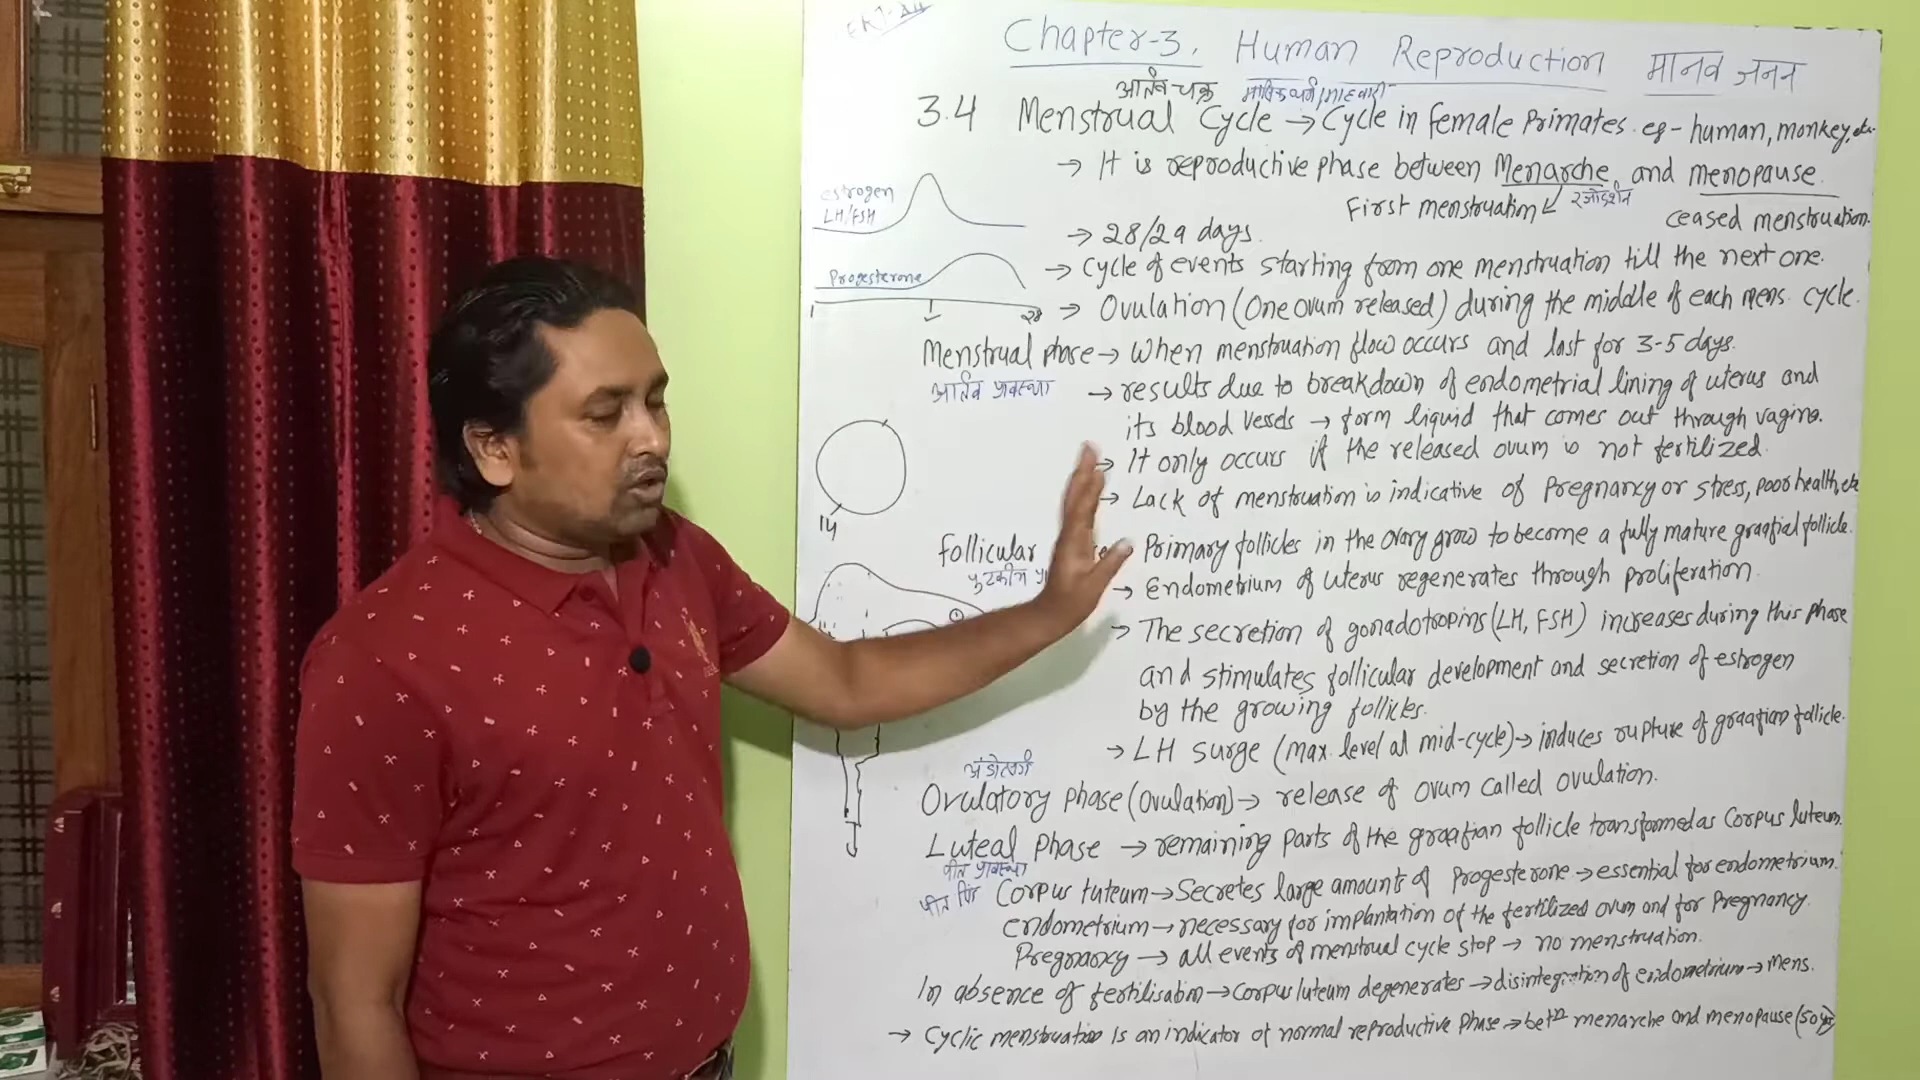 Chapter-3. Human Reproduction मानव जनन
आर्तव चक्र
3.4 Menstrual Cycle → Cycle in female Primates. eg - human, monkey, etc.
→ It is reproductive phase between Menarche and menopause.
First menstruation रजोदर्शन ceased menstruation.
→ 28/29 days.
→ Cycle of events starting from one menstruation till the next one.
→ Ovulation (One ovum released) during the middle of each mens. cycle.
estrogen
LH/FSH
Progesterone
1 28
Menstrual phase → When menstruation flow occurs and last for 3-5 days.
आर्तव प्रावस्था
→ results due to breakdown of endometrial lining of uterus and
its blood vessels → form liquid that comes out through vagina.
→ It only occurs if the released ovum is not fertilized.
→ Lack of menstruation is indicative of Pregnancy or stress, poor health, etc
14
follicular → Primary follicles in the ovary grow to become a fully mature graafial follicle.
→ Endometrium of uterus regenerates through proliferation.
→ The secretion of gonadotropins (LH, FSH) increases during this phase
and stimulates follicular development and secretion of estrogen
by the growing follicles.
→ LH surge (max. level at mid-cycle) → induces rupture of graafian follicle.
अंडोत्सर्ग
Ovulatory phase (Ovulation) → release of ovum called ovulation.
Luteal phase → remaining parts of the graafian follicle transformed as Corpus luteum.
पीत प्रावस्था
पीत पिंड Corpus luteum → Secretes large amounts of Progesterone → essential for endometrium.
endometrium → necessary for implantation of the fertilized ovum and for Pregnancy.
Pregnancy → all events of menstrual cycle stop → no menstruation.
In absence of fertilisation → corpus luteum degenerates → disintegration of endometrium → mens.
→ Cyclic menstruation is an indicator of normal reproductive phase → betn menarche and menopause (50